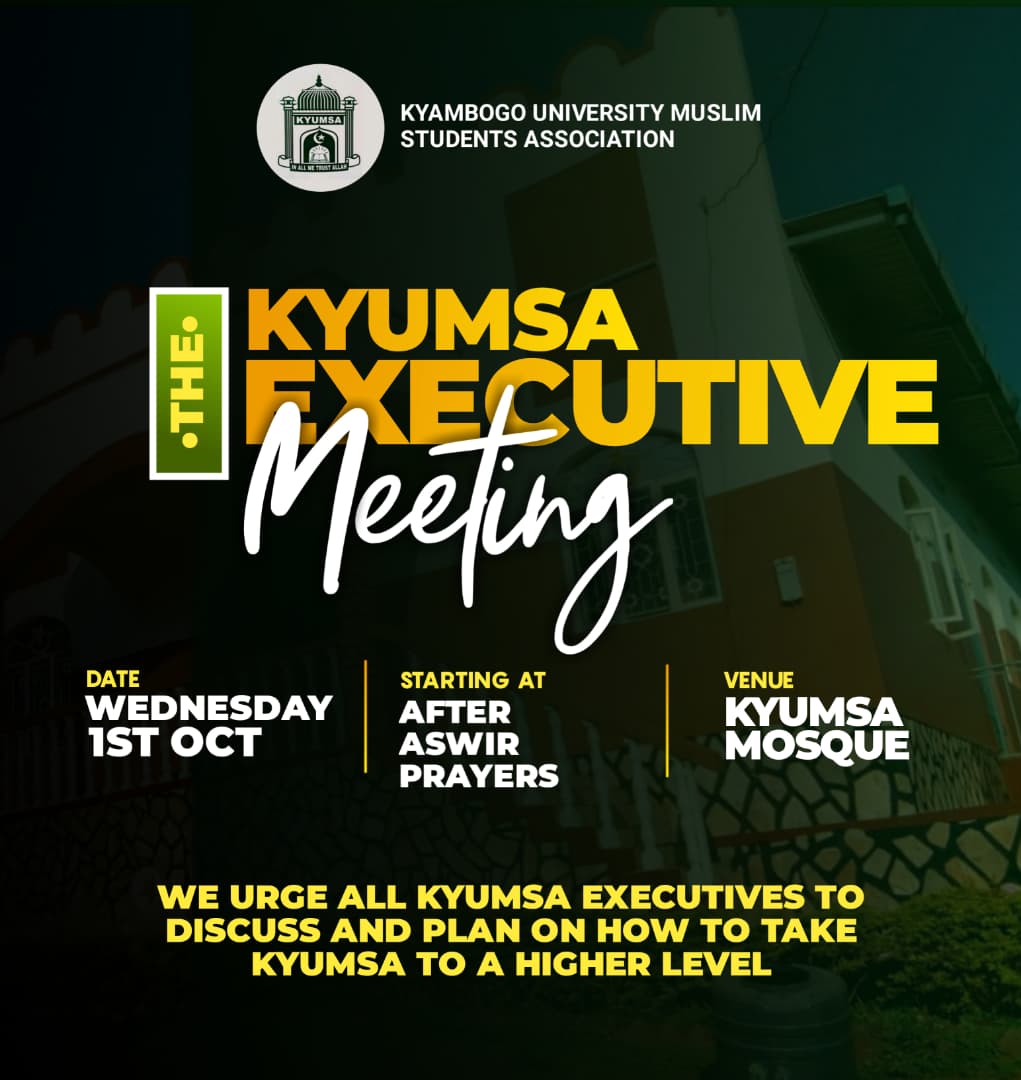 KYUMSA
IN ALL WE TRUST ALLAH
KYAMBOGO UNIVERSITY MUSLIM
STUDENTS ASSOCIATION
•THE•
KYUMSA
EXECUTIVE
Meeting
DATE
WEDNESDAY
1ST OCT
STARTING AT
AFTER
ASWIR
PRAYERS
VENUE
KYUMSA
MOSQUE
WE URGE ALL KYUMSA EXECUTIVES TO
DISCUSS AND PLAN ON HOW TO TAKE
KYUMSA TO A HIGHER LEVEL